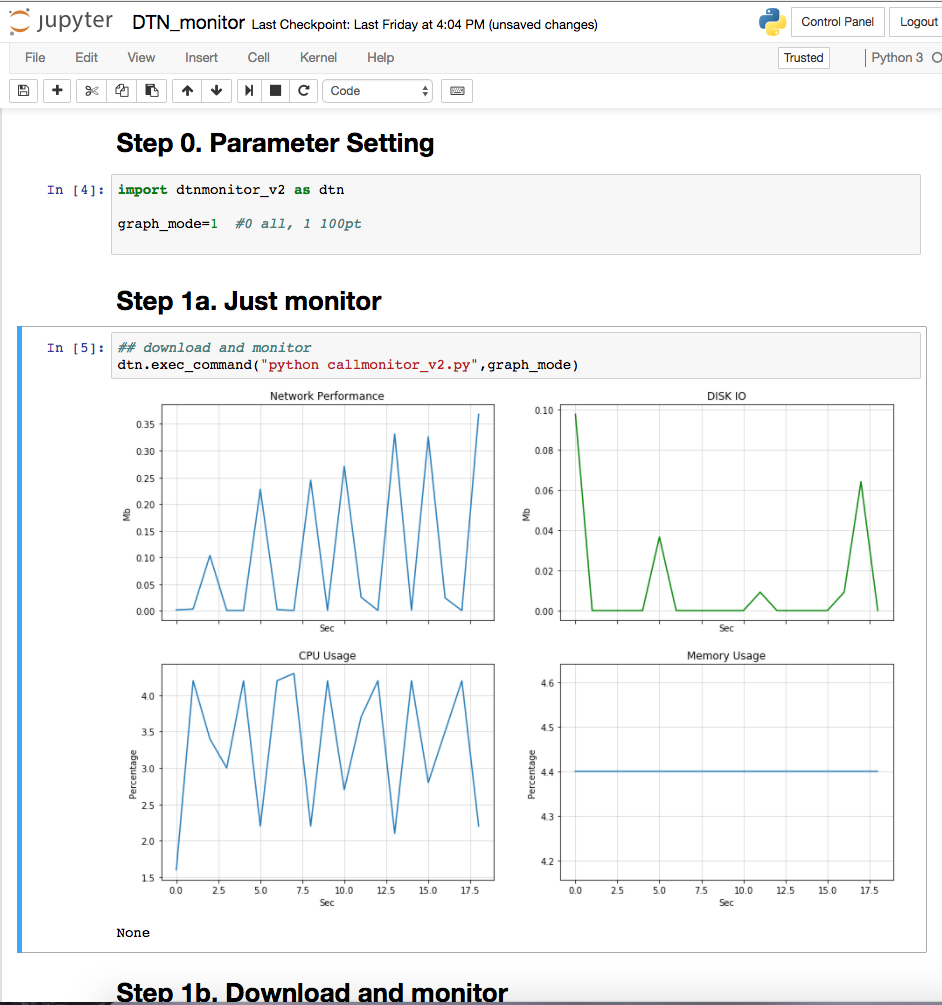 jupyter DTN_monitor Last Checkpoint: Last Friday at 4:04 PM (unsaved changes) Control Panel Logout
File Edit View Insert Cell Kernel Help Trusted Python 3
Code
Step 0. Parameter Setting
In [4]: import dtnmonitor_v2 as dtn
graph_mode=1 #0 all, 1 100pt
Step 1a. Just monitor
In [5]: ## download and monitor
dtn.exec_command("python callmonitor_v2.py",graph_mode)
Network Performance
0.35
0.30
0.25
0.20
0.15
0.10
0.05
0.00
Mb
Sec
DISK IO
0.10
0.08
0.06
0.04
0.02
0.00
Mb
Sec
CPU Usage
4.0
3.5
3.0
2.5
2.0
1.5
Percentage
0.0 2.5 5.0 7.5 10.0 12.5 15.0 17.5
Sec
Memory Usage
4.6
4.5
4.4
4.3
4.2
Percentage
0.0 2.5 5.0 7.5 10.0 12.5 15.0 17.5
Sec
None
Step 1b. Download and monitor